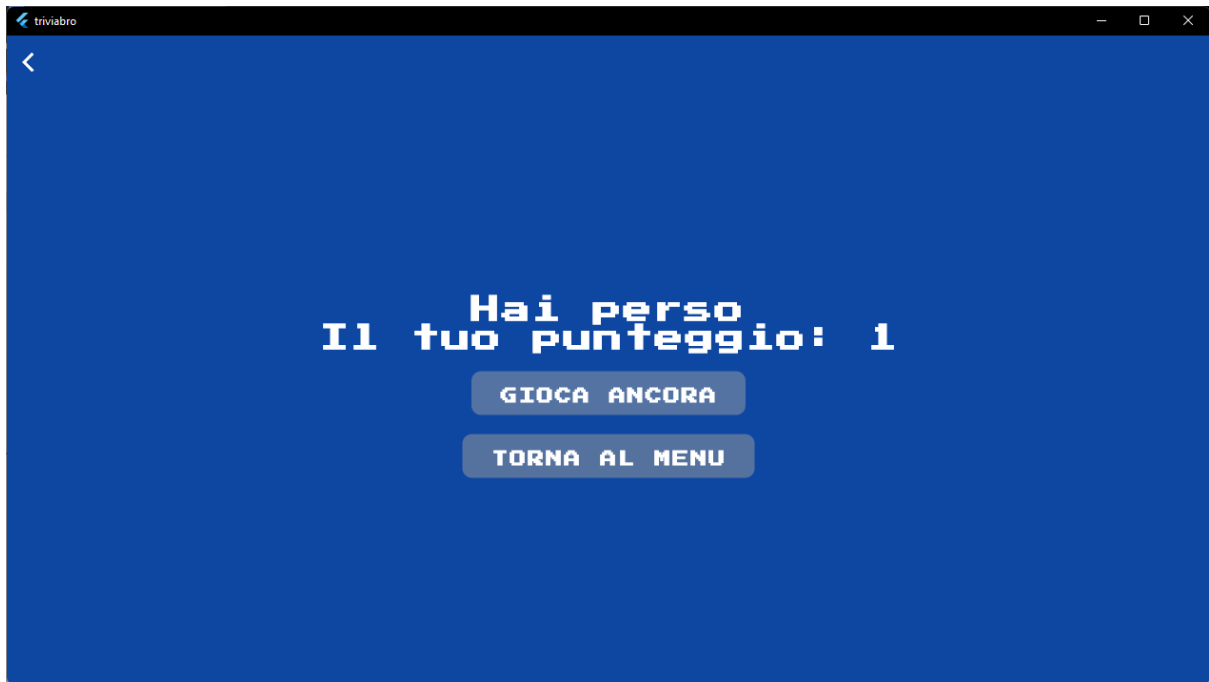 triviabro
Hai perso
Il tuo punteggio: 1
GIOCA ANCORA
TORNA AL MENU